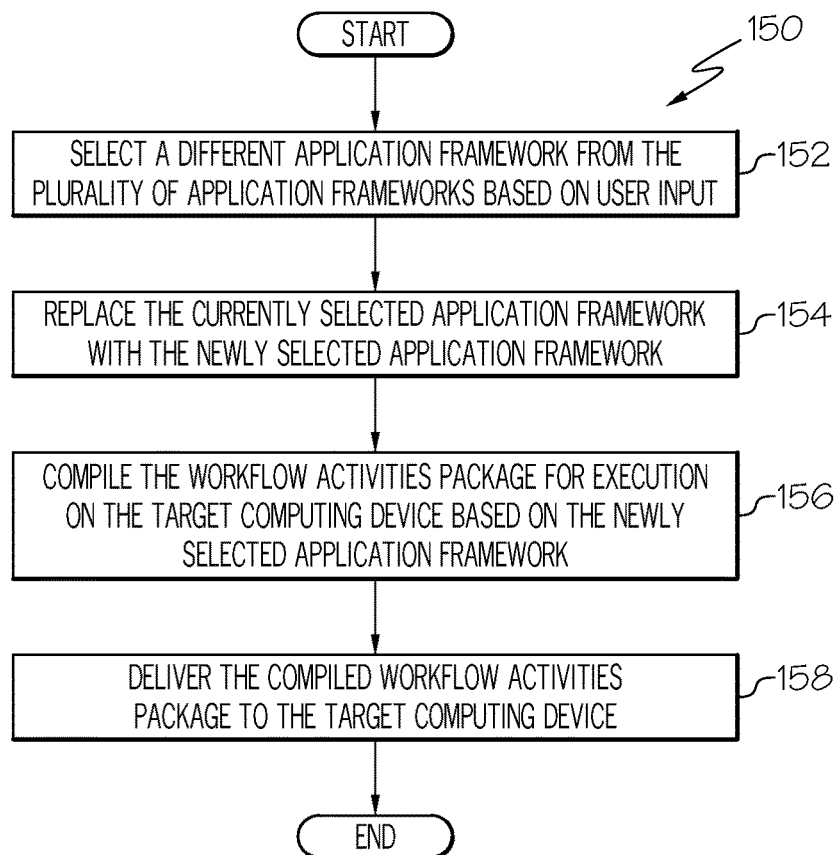 START
150
SELECT A DIFFERENT APPLICATION FRAMEWORK FROM THE
PLURALITY OF APPLICATION FRAMEWORKS BASED ON USER INPUT
152
REPLACE THE CURRENTLY SELECTED APPLICATION FRAMEWORK
WITH THE NEWLY SELECTED APPLICATION FRAMEWORK
154
COMPILE THE WORKFLOW ACTIVITIES PACKAGE FOR EXECUTION
ON THE TARGET COMPUTING DEVICE BASED ON THE NEWLY
SELECTED APPLICATION FRAMEWORK
156
DELIVER THE COMPILED WORKFLOW ACTIVITIES
PACKAGE TO THE TARGET COMPUTING DEVICE
158
END